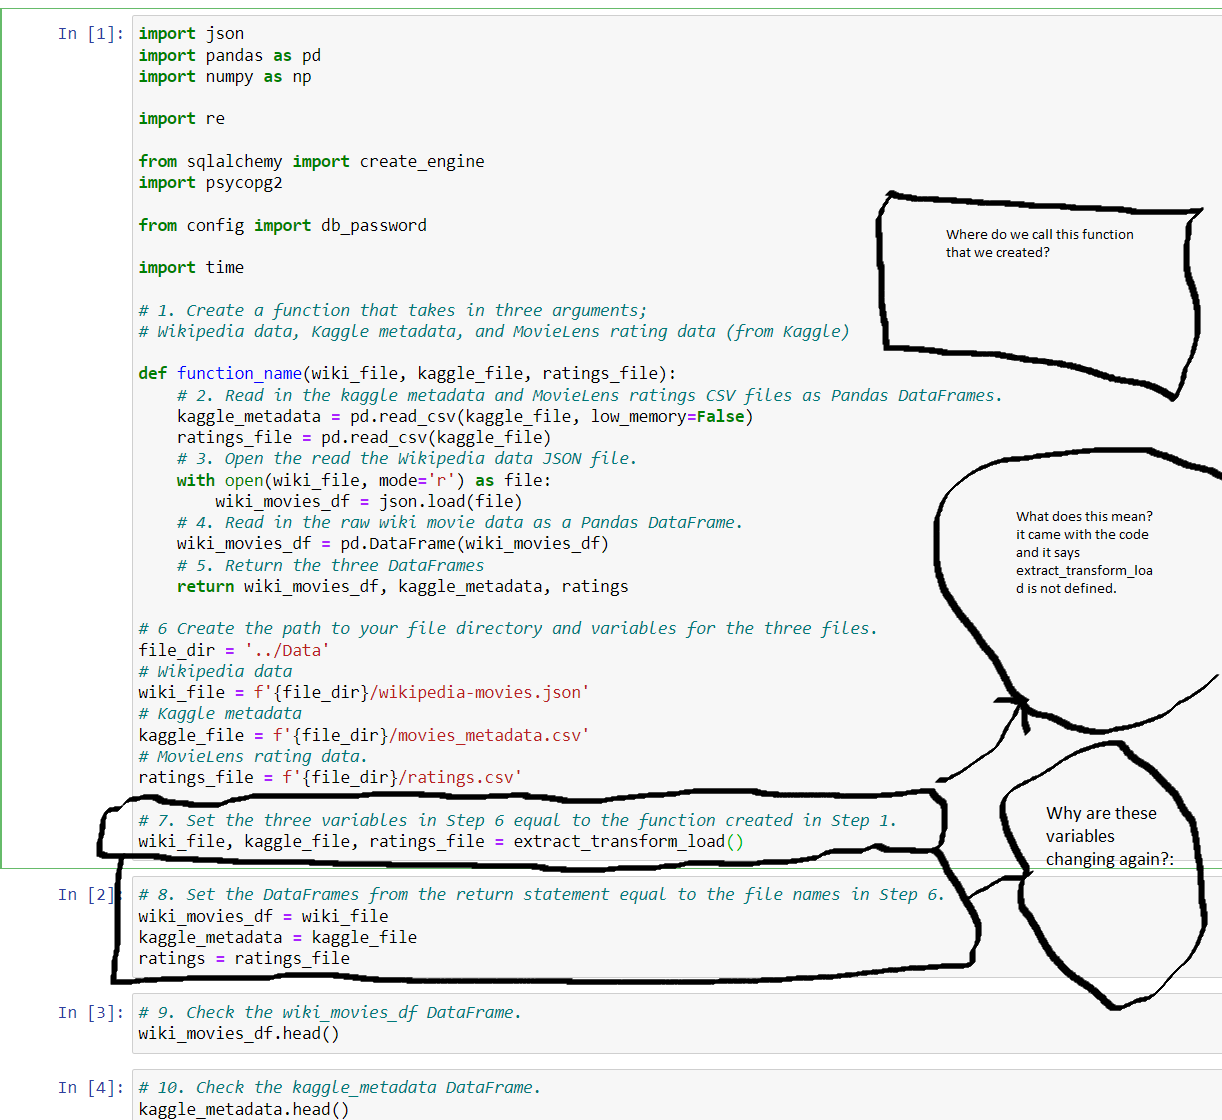 In [1]: import json
import pandas as pd
import numpy as np
import re
from sqlalchemy import create_engine
import psycopg2
from config import db_password
import time
# 1. Create a function that takes in three arguments;
# Wikipedia data, Kaggle metadata, and MovieLens rating data (from Kaggle)
def function_name(wiki_file, kaggle_file, ratings_file):
# 2. Read in the kaggle metadata and MovieLens ratings CSV files as Pandas DataFrames.
kaggle_metadata = pd.read_csv(kaggle_file, low_memory=False)
ratings_file = pd.read_csv(kaggle_file)
# 3. Open the read the Wikipedia data JSON file.
with open(wiki_file, mode='r') as file:
wiki_movies_df = json.load(file)
# 4. Read in the raw wiki movie data as a Pandas DataFrame.
wiki_movies_df = pd.DataFrame(wiki_movies_df)
# 5. Return the three DataFrames
return wiki_movies_df, kaggle_metadata, ratings
# 6 Create the path to your file directory and variables for the three files.
file_dir = '../Data'
# Wikipedia data
wiki_file = f'{file_dir}/wikipedia-movies.json'
# Kaggle metadata
kaggle_file = f'{file_dir}/movies_metadata.csv'
# MovieLens rating data.
ratings_file = f'{file_dir}/ratings.csv'
# 7. Set the three variables in Step 6 equal to the function created in Step 1.
wiki_file, kaggle_file, ratings_file = extract_transform_load()
Where do we call this function
that we created?
What does this mean?
it came with the code
and it says
extract_transform_loa
d is not defined.
Why are these
variables
changing again?:
In [2]: # 8. Set the DataFrames from the return statement equal to the file names in Step 6.
wiki_movies_df = wiki_file
kaggle_metadata = kaggle_file
ratings = ratings_file
In [3]: # 9. Check the wiki_movies_df DataFrame.
wiki_movies_df.head()
In [4]: # 10. Check the kaggle_metadata DataFrame.
kaggle_metadata.head()